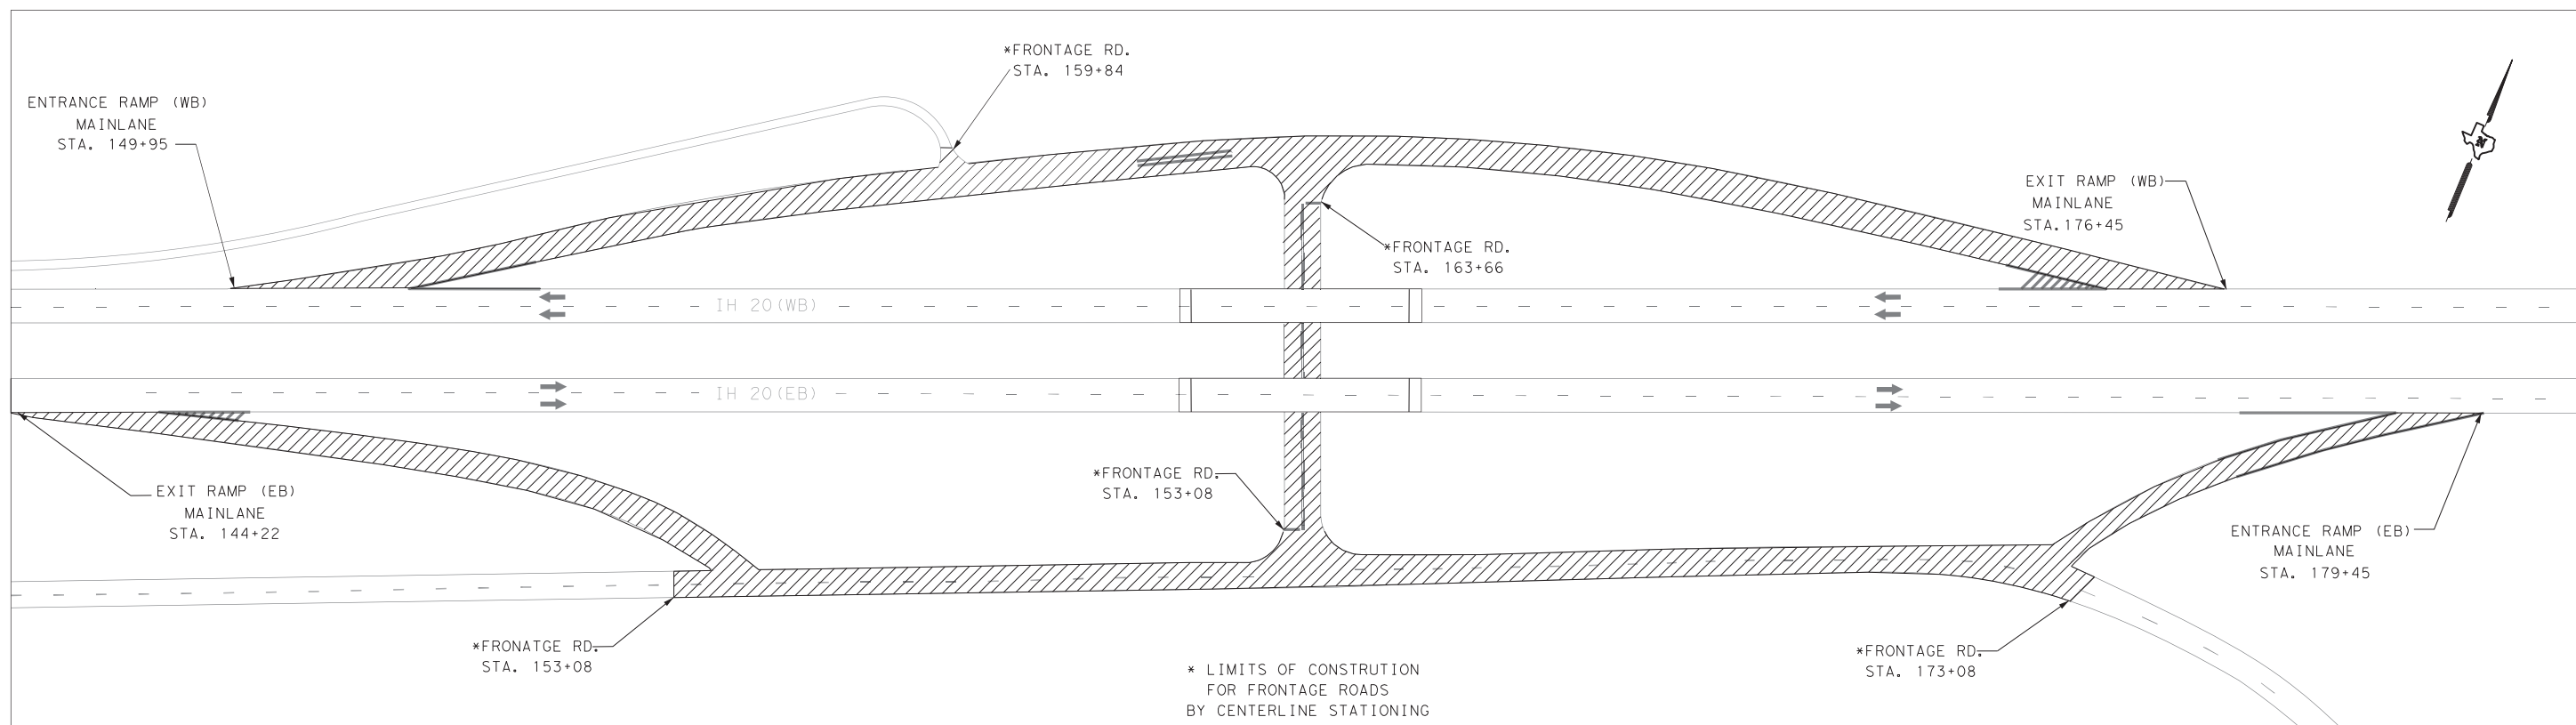 *FRONTAGE RD.
STA. 159+84
ENTRANCE RAMP (WB)
MAINLANE
STA. 149+95
N
EXIT RAMP (WB)
MAINLANE
STA.176+45
*FRONTAGE RD.
STA. 163+66
IH 20(WB)
IH 20(EB)
*FRONTAGE RD.
STA. 153+08
EXIT RAMP (EB)
MAINLANE
STA. 144+22
ENTRANCE RAMP (EB)
MAINLANE
STA. 179+45
*FRONATGE RD.
STA. 153+08
*FRONTAGE RD.
STA. 173+08
* LIMITS OF CONSTRUTION
FOR FRONTAGE ROADS
BY CENTERLINE STATIONING